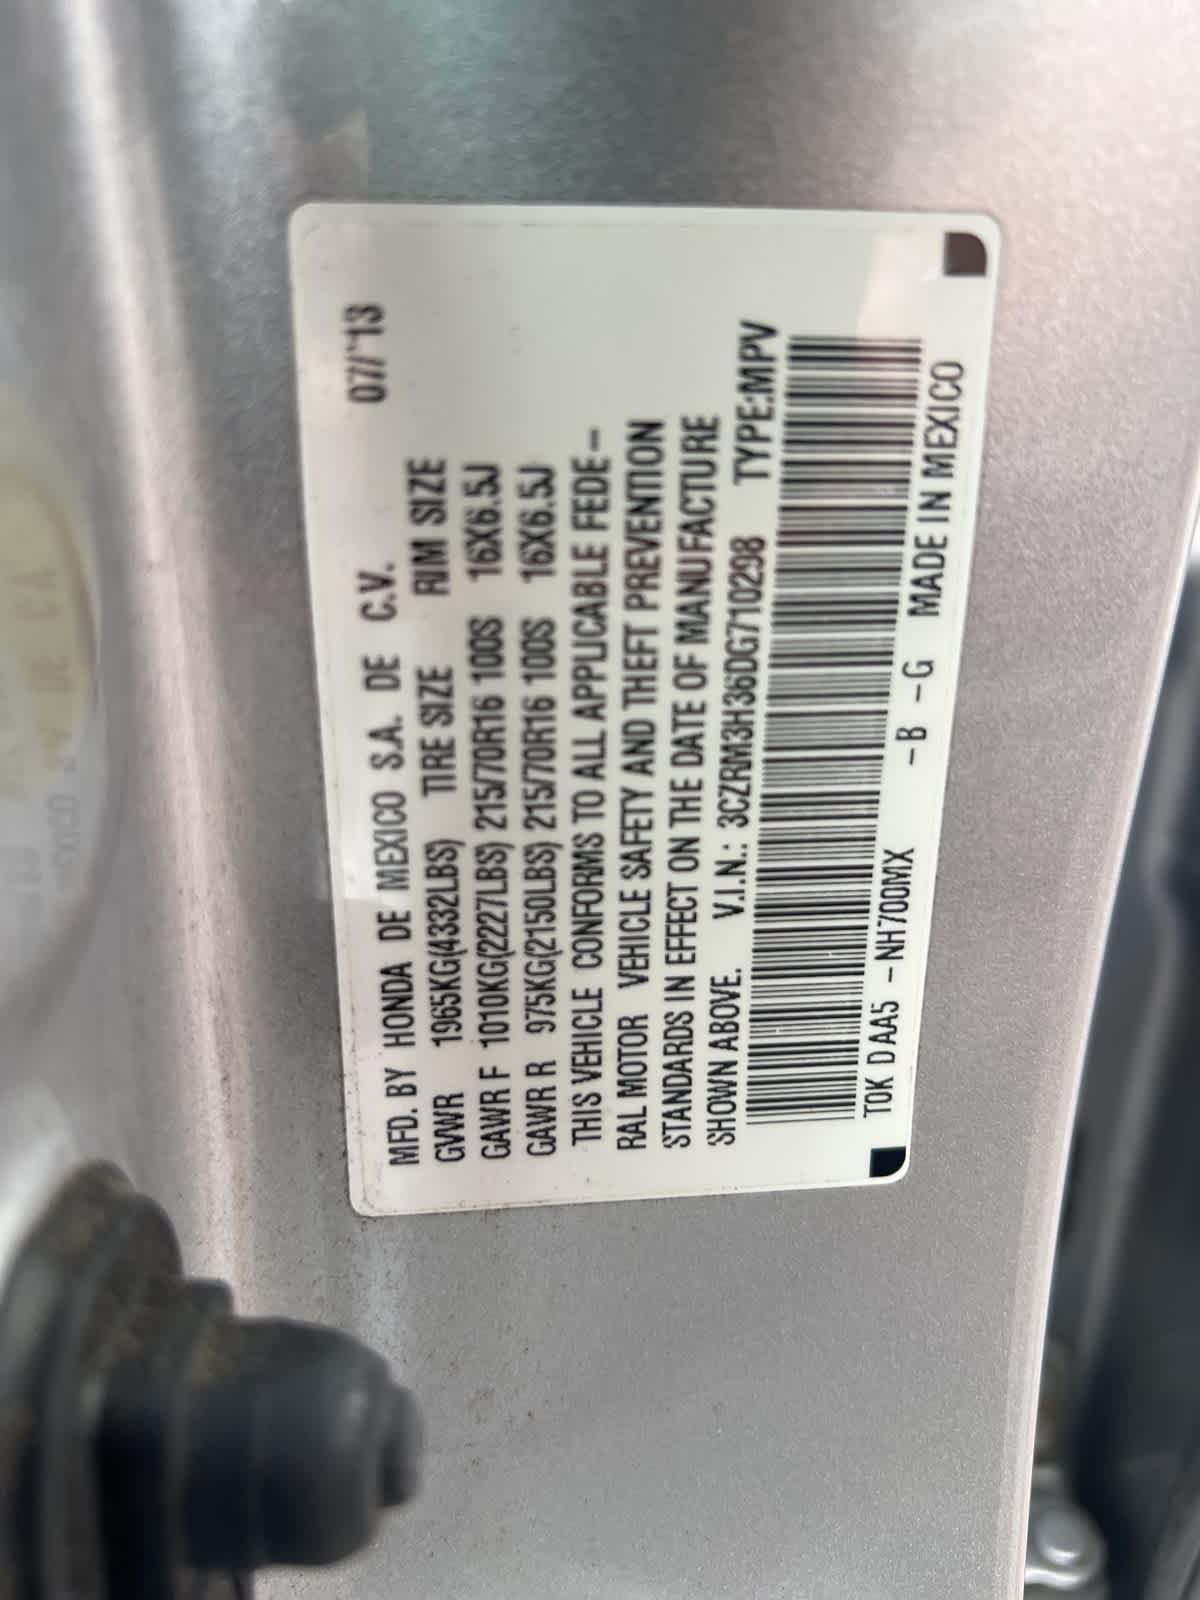 MFD. BY HONDA DE MEXICO S.A. DE C.V. 07/'13
GVWR 1965KG(4332LBS) TIRE SIZE RIM SIZE
GAWR F 1010KG(2227LBS) 215/70R16 100S 16X6.5J
GAWR R 975KG(2150LBS) 215/70R16 100S 16X6.5J
THIS VEHICLE CONFORMS TO ALL APPLICABLE FEDE-
RAL MOTOR VEHICLE SAFETY AND THEFT PREVENTION
STANDARDS IN EFFECT ON THE DATE OF MANUFACTURE
SHOWN ABOVE. V.I.N.: 3CZRM3H36DG710298 TYPE:MPV
T0K D AA5 -NH700MX -B -G MADE IN MEXICO